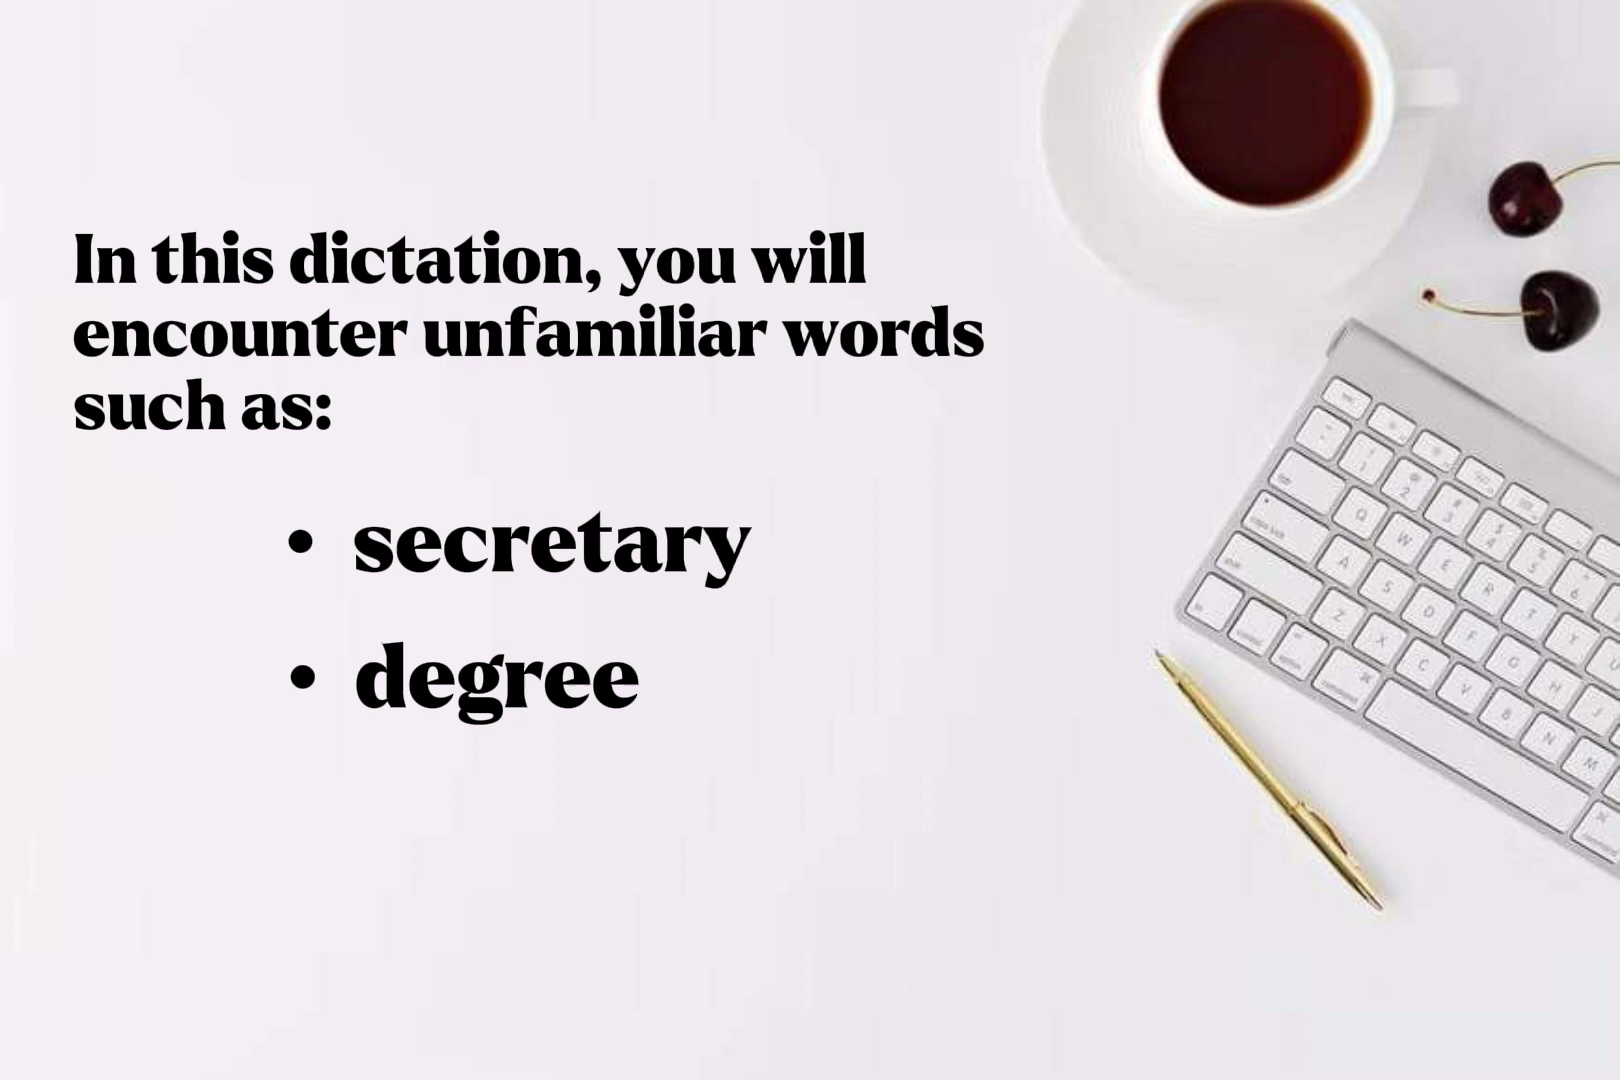 In this dictation, you will
encounter unfamiliar words
such as:
• secretary
• degree